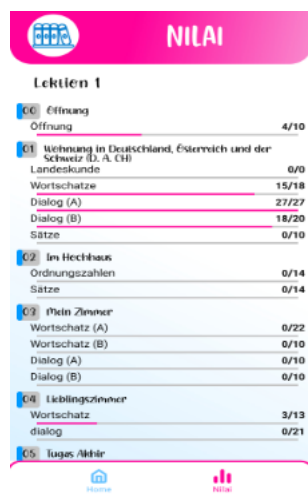 NILAI
Lektion 1
00 Öffnung
Öffnung 4/10
01 Wohnung in Deutschland, Österreich und der
Schweiz (D. A. CH)
Landeskunde 0/0
Wortschatze 15/18
Dialog (A) 27/27
Dialog (B) 18/20
Sätze 0/10
02 Im Hochhaus
Ordnungszahlen 0/14
Sätze 0/14
03 Mein Zimmer
Wortschatz (A) 0/22
Wortschatz (B) 0/10
Dialog (A) 0/10
Dialog (B) 0/10
04 Lieblingszimmer
Wortschatz 3/13
dialog 0/21
05 Tugas Akhir
Home
Nilai